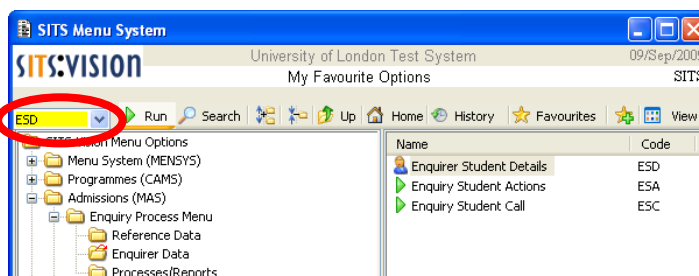 SITS Menu System
SITS:VISION
University of London Test System
09/Sep/2009
My Favourite Options
SITS
ESD
Run
Search
Up
Home
History
Favourites
View
SITS:Vision Menu Options
Menu System (MENSYS)
Programmes (CAMS)
Admissions (MAS)
Enquiry Process Menu
Reference Data
Enquirer Data
Processes/Reports
Name Code
Enquirer Student Details ESD
Enquiry Student Actions ESA
Enquiry Student Call ESC